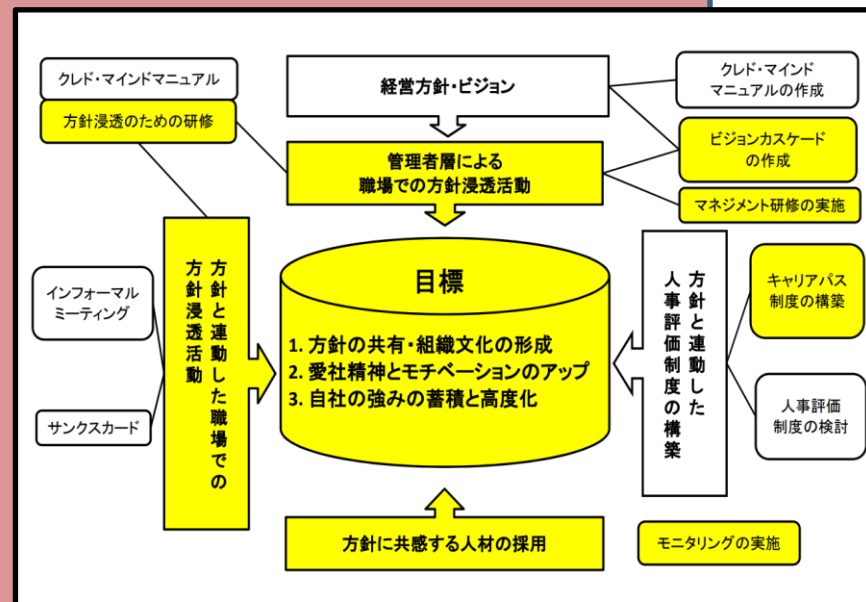 クレド・マインドマニュアル
方針浸透のための研修
経営方針・ビジョン
クレド・マインド
マニュアルの作成
管理者層による
職場での方針浸透活動
ビジョンカスケード
の作成
マネジメント研修の実施
方針と連動した職場での
方針浸透活動
インフォーマル
ミーティング
サンクスカード
目標
1. 方針の共有・組織文化の形成
2. 愛社精神とモチベーションのアップ
3. 自社の強みの蓄積と高度化
方針と連動した
人事評価制度の構築
キャリアパス
制度の構築
人事評価
制度の検討
方針に共感する人材の採用
モニタリングの実施